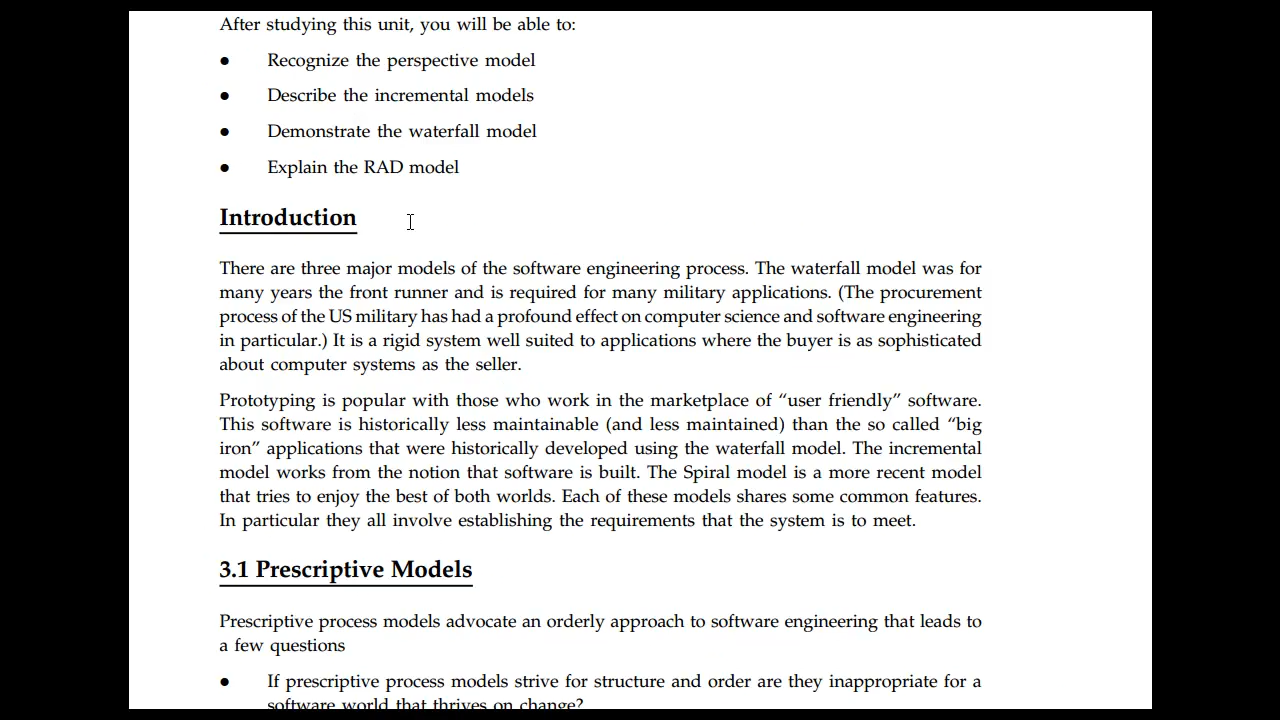 After studying this unit, you will be able to:
● Recognize the perspective model
● Describe the incremental models
● Demonstrate the waterfall model
● Explain the RAD model
Introduction
There are three major models of the software engineering process. The waterfall model was for
many years the front runner and is required for many military applications. (The procurement
process of the US military has had a profound effect on computer science and software engineering
in particular.) It is a rigid system well suited to applications where the buyer is as sophisticated
about computer systems as the seller.
Prototyping is popular with those who work in the marketplace of “user friendly” software.
This software is historically less maintainable (and less maintained) than the so called “big
iron” applications that were historically developed using the waterfall model. The incremental
model works from the notion that software is built. The Spiral model is a more recent model
that tries to enjoy the best of both worlds. Each of these models shares some common features.
In particular they all involve establishing the requirements that the system is to meet.
3.1 Prescriptive Models
Prescriptive process models advocate an orderly approach to software engineering that leads to
a few questions
● If prescriptive process models strive for structure and order are they inappropriate for a
software world that thrives on change?